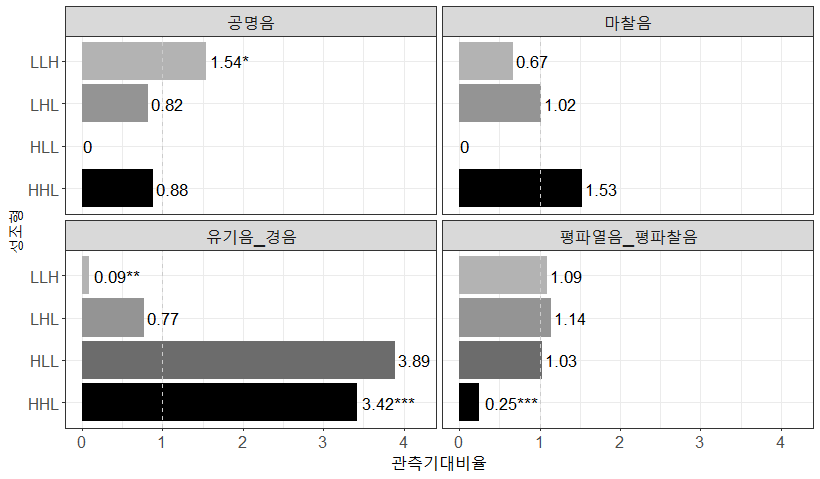 공명음
마찰음
LLH
1.54*
0.67
LHL
0.82
1.02
HLL
0
0
HHL
0.88
1.53
성조형
유기음_경음
평파열음_평파찰음
LLH
0.09**
1.09
LHL
0.77
1.14
HLL
3.89
1.03
HHL
3.42***
0.25***
0 1 2 3 4
0 1 2 3 4
관측기대비율